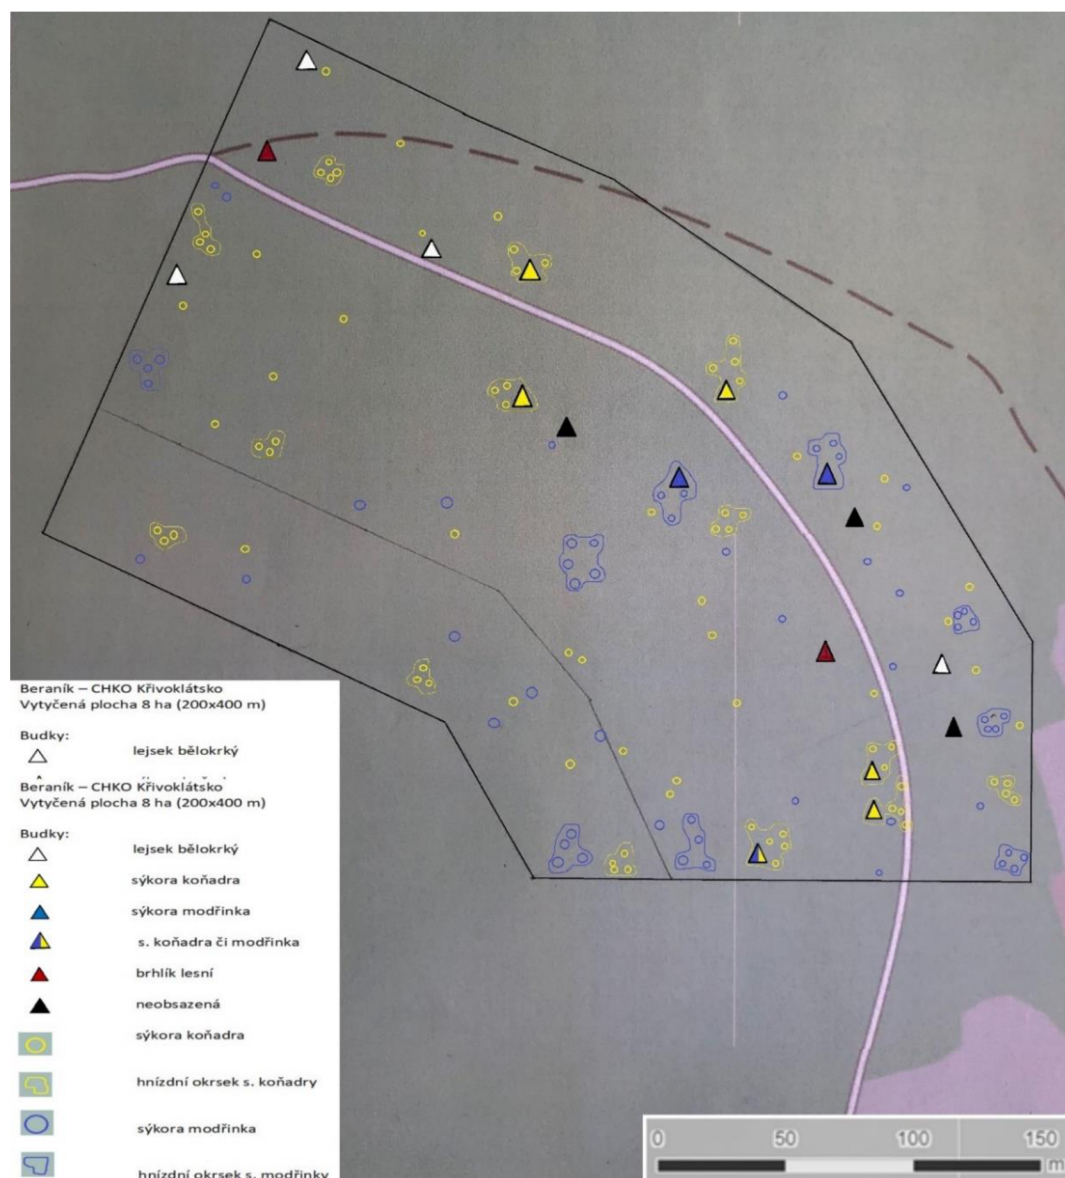 Beraník – CHKO Křivoklátsko
Vytyčená plocha 8 ha (200x400 m)
Budky:
lejsek bělokrký
Beraník – CHKO Křivoklátsko
Vytyčená plocha 8 ha (200x400 m)
Budky:
lejsek bělokrký
sýkora koňadra
sýkora modřinka
s. koňadra či modřinka
brhlík lesní
neobsazená
sýkora koňadra
hnízdní okrsek s. koňadry
sýkora modřinka
hnízdní okrsek s. modřinky
0 50 100 150
m